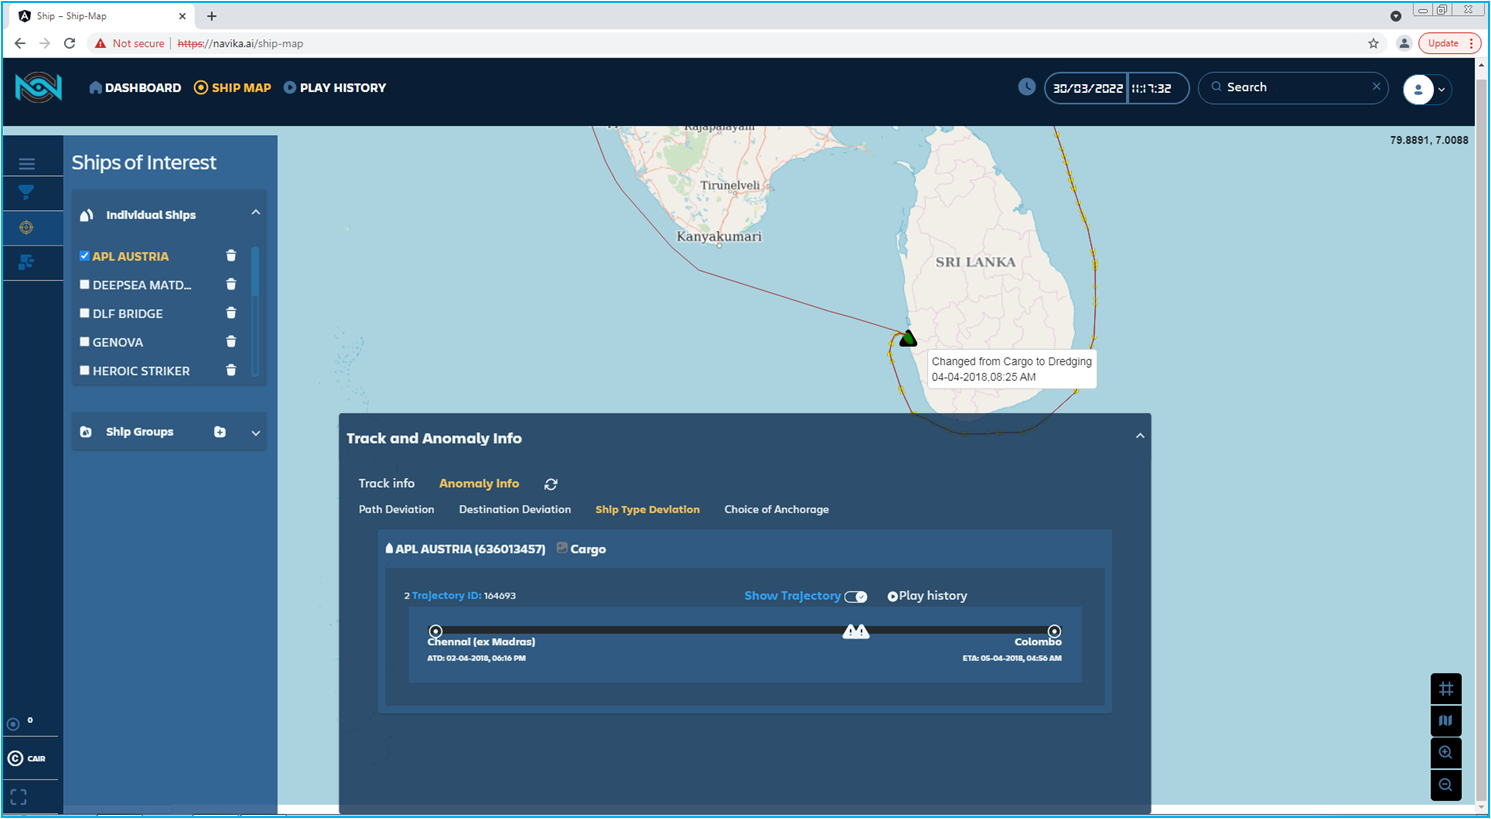 Ship – Ship-Map
Not secure
https://navika.ai/ship-map
Update
DASHBOARD
SHIP MAP
PLAY HISTORY
30/03/2022 11:17:32
Search
79.8891, 7.0088
Ships of Interest
Individual Ships
APL AUSTRIA
DEEPSEA MATD...
DLF BRIDGE
GENOVA
HEROIC STRIKER
Ship Groups
0
CAIR
Rajapalayam
Tirunelveli
Kanyakumari
SRI LANKA
Changed from Cargo to Dredging
04-04-2018,08:25 AM
Track and Anomaly Info
Track info Anomaly Info
Path Deviation Destination Deviation Ship Type Deviation Choice of Anchorage
APL AUSTRIA (636013457) Cargo
2 Trajectory ID: 164693 Show Trajectory Play history
Chennai (ex Madras) Colombo
ATD: 02-04-2018, 06:16 PM ETA: 05-04-2018, 04:56 AM